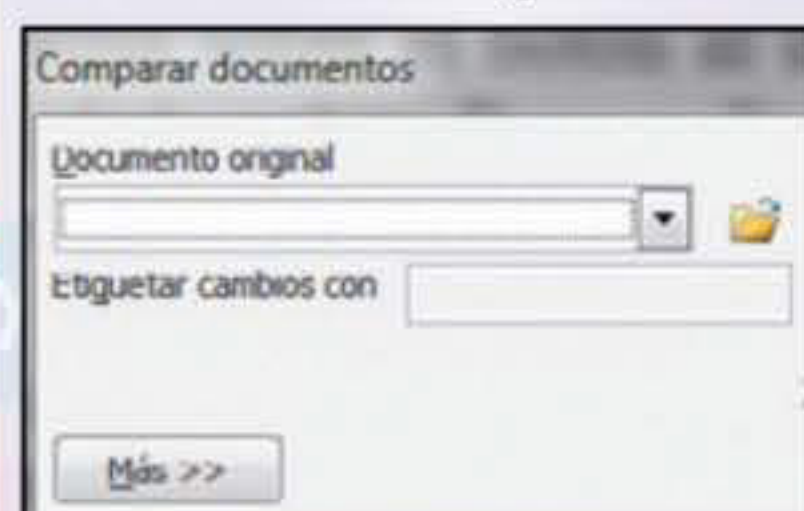 Comparar documentos
Documento original
Etiquetar cambios con
Más >>